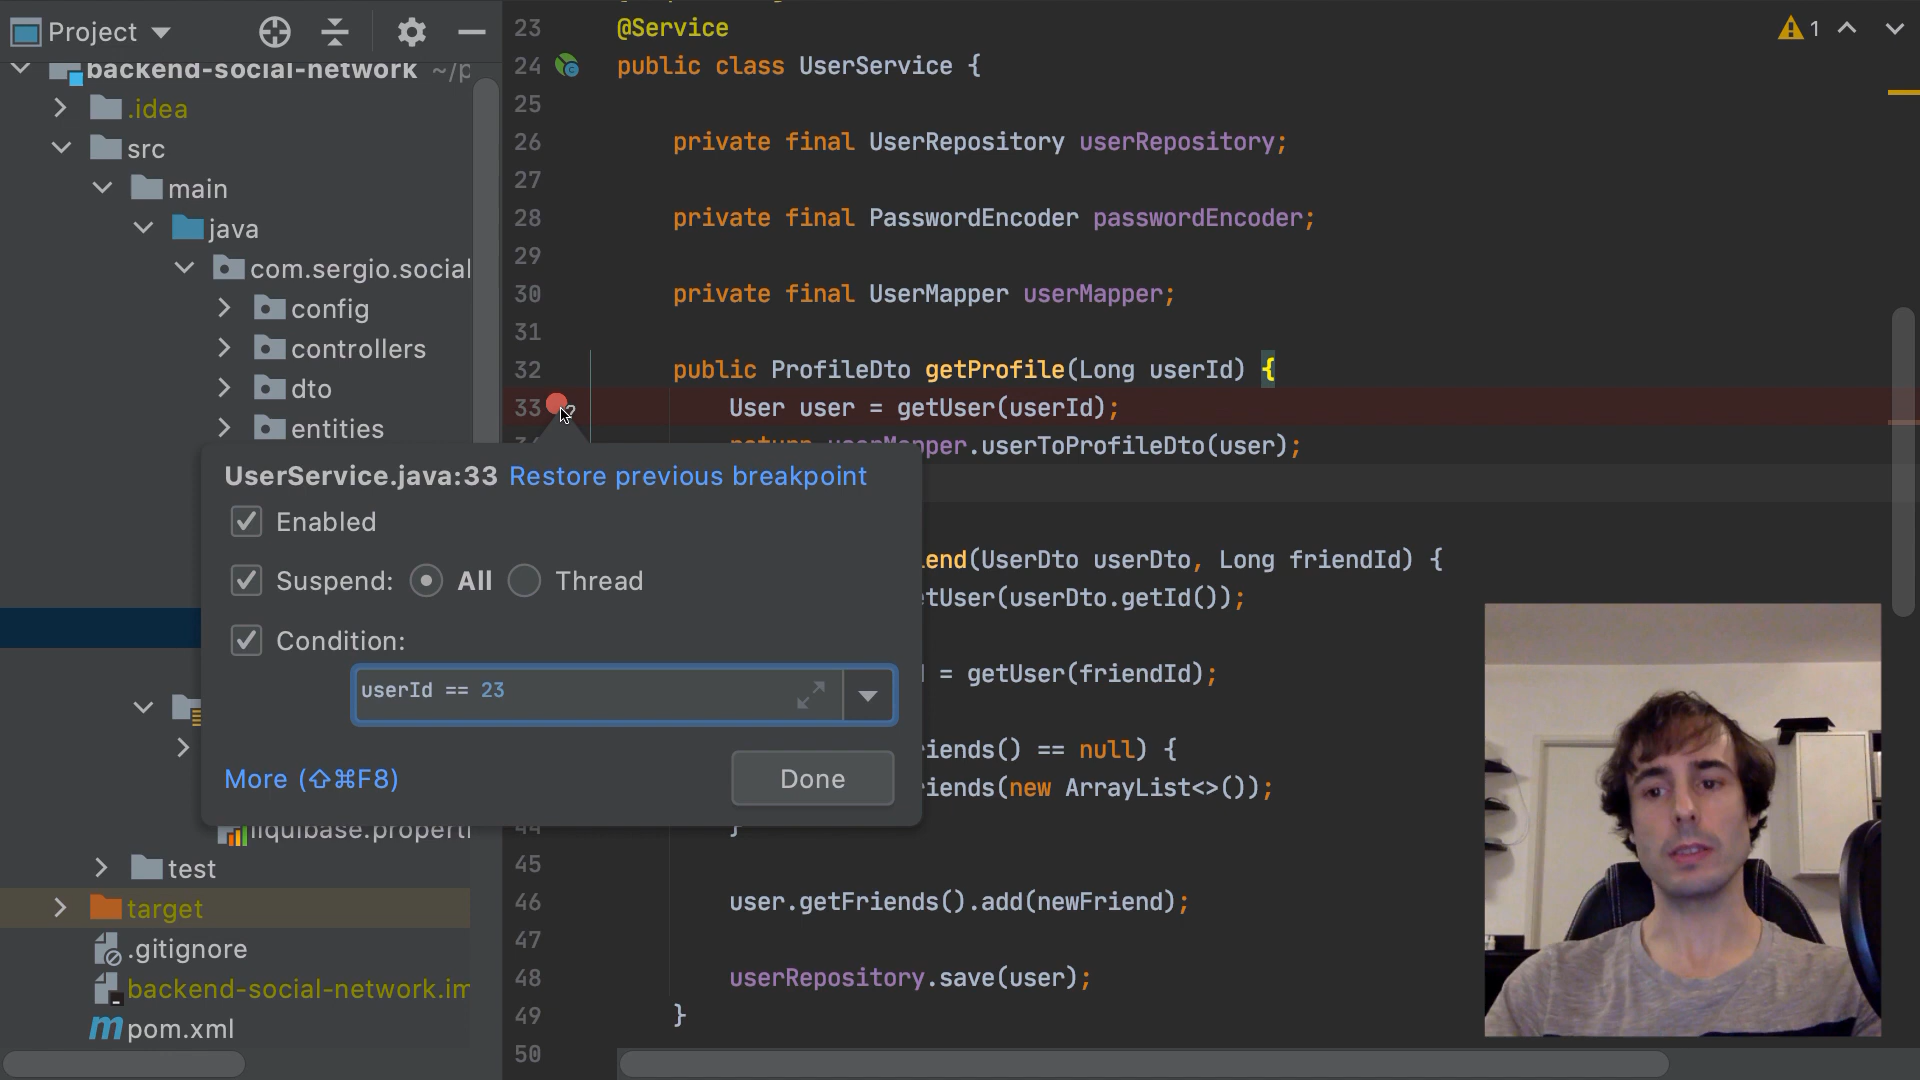 Project
backend-social-network ~/p
.idea
src
main
java
com.sergio.social
config
controllers
dto
entities
test
target
.gitignore
backend-social-network.im
pom.xml
1
23 @Service
24 public class UserService {
25
26 private final UserRepository userRepository;
27
28 private final PasswordEncoder passwordEncoder;
29
30 private final UserMapper userMapper;
31
32 public ProfileDto getProfile(Long userId) {
33 User user = getUser(userId);
return userMapper.userToProfileDto(user);
UserService.java:33 Restore previous breakpoint
Enabled
Suspend: All Thread
Condition:
userId == 23
More (⇧⌘F8)
Done
end(UserDto userDto, Long friendId) {
tUser(userDto.getId());
= getUser(friendId);
iends() == null) {
iends(new ArrayList<>());
liquibase.properti
44 }
45
46 user.getFriends().add(newFriend);
47
48 userRepository.save(user);
49 }
50